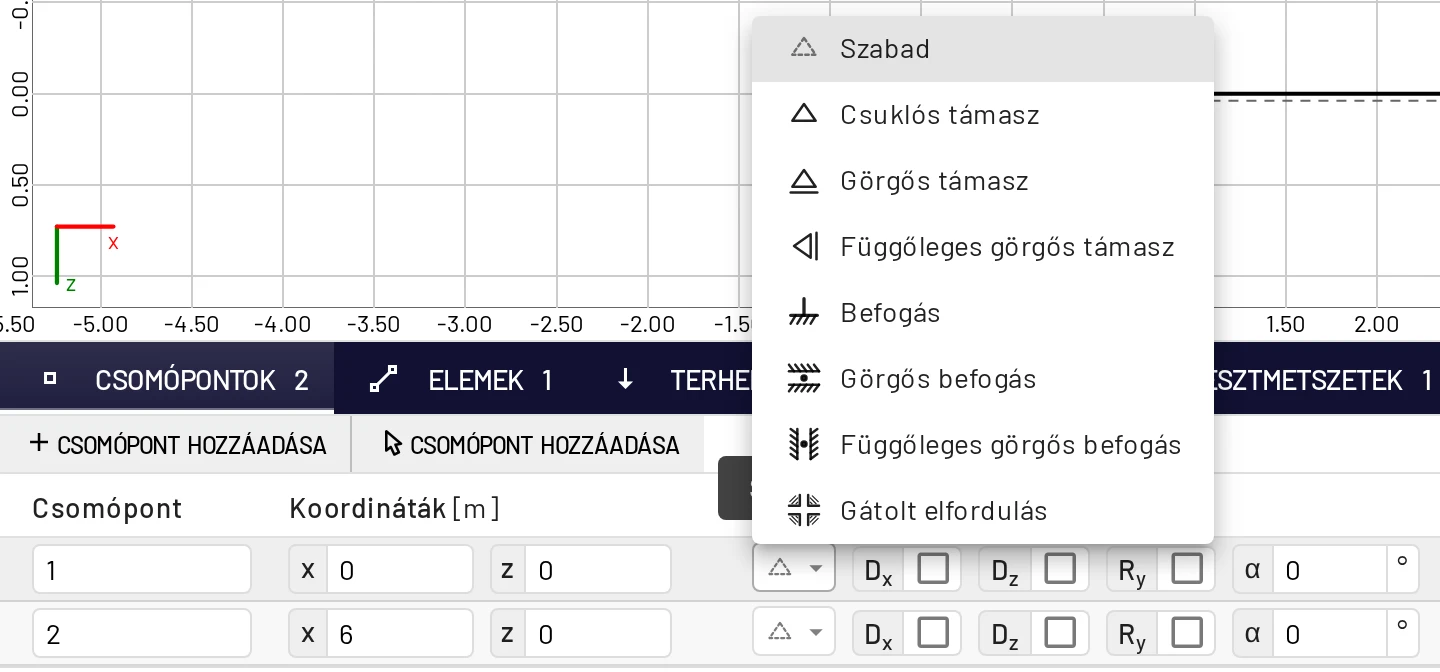 -0.
0.00
0.50
1.00
x
z
5.50 -5.00 -4.50 -4.00 -3.50 -3.00 -2.50 -2.00 -1.5 1.50 2.00
Szabad
Csuklós támasz
Görgős támasz
Függőleges görgős támasz
Befogás
Görgős befogás
Függőleges görgős befogás
Gátolt elfordulás
CSOMÓPONTOK 2 ELEMEK 1 TERHE ESZTMETSZETEK 1
+ CSOMÓPONT HOZZÁADÁSA CSOMÓPONT HOZZÁADÁSA
Csomópont Koordináták [m]
1 x 0 z 0 Dx Dz Ry α 0 °
2 x 6 z 0 Dx Dz Ry α 0 °